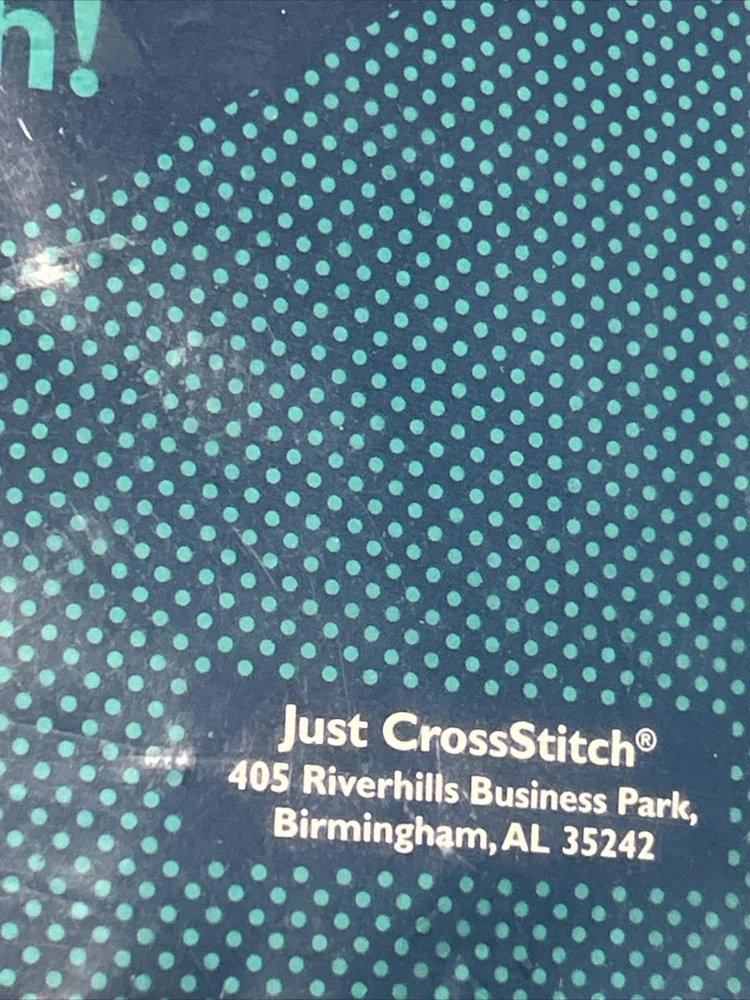 h!
Just CrossStitch®
405 Riverhills Business Park,
Birmingham, AL 35242